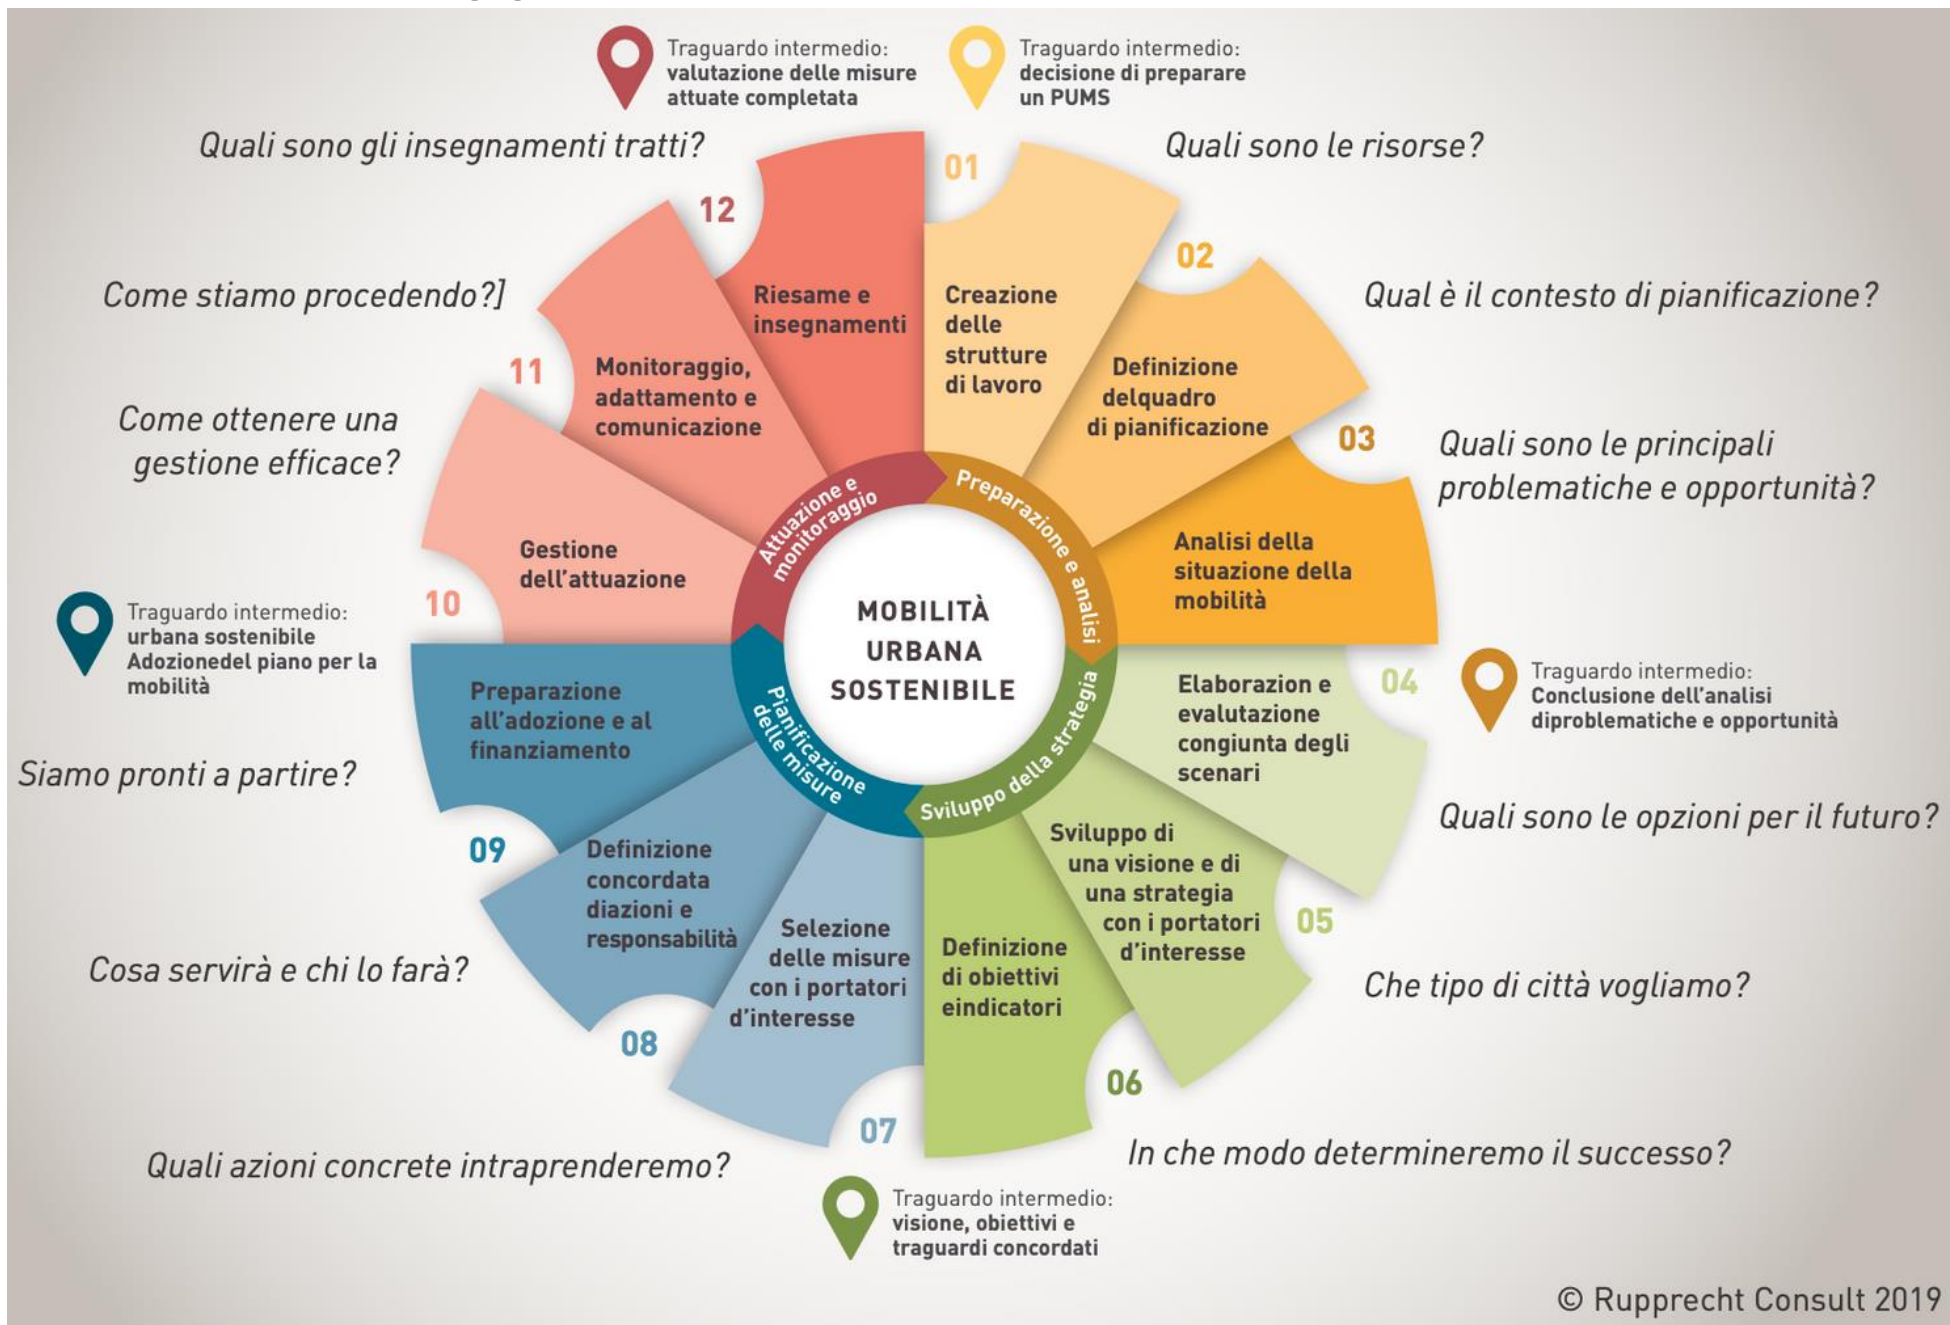 Traguardo intermedio:
valutazione delle misure
attuate completata
Traguardo intermedio:
decisione di preparare
un PUMS
Quali sono gli insegnamenti tratti?
Quali sono le risorse?
Come stiamo procedendo?]
Qual è il contesto di pianificazione?
Come ottenere una
gestione efficace?
Quali sono le principali
problematiche e opportunità?
01
Creazione
delle
strutture
di lavoro
02
Definizione
delquadro
di pianificazione
03
Analisi della
situazione della
mobilità
04
Elaborazion e
evalutazione
congiunta degli
scenari
05
Sviluppo di
una visione e di
una strategia
con i portatori
d'interesse
06
Definizione
di obiettivi
eindicatori
07
Selezione
delle misure
con i portatori
d'interesse
08
Definizione
concordata
diazioni e
responsabilità
09
Preparazione
all'adozione e al
finanziamento
10
Gestione
dell'attuazione
11
Monitoraggio,
adattamento e
comunicazione
12
Riesame e
insegnamenti
Preparazione e analisi
Sviluppo della strategia
Pianificazione
delle misure
Attuazione e
monitoraggio
MOBILITÀ
URBANA
SOSTENIBILE
Traguardo intermedio:
urbana sostenibile
Adozionedel piano per la
mobilità
Traguardo intermedio:
Conclusione dell'analisi
diproblematiche e opportunità
Siamo pronti a partire?
Quali sono le opzioni per il futuro?
Cosa servirà e chi lo farà?
Che tipo di città vogliamo?
Quali azioni concrete intraprenderemo?
In che modo determineremo il successo?
Traguardo intermedio:
visione, obiettivi e
traguardi concordati
© Rupprecht Consult 2019